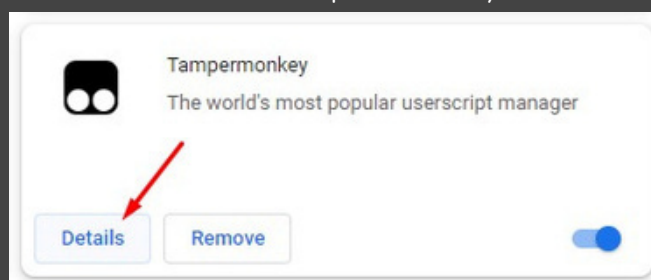 Tampermonkey
The world's most popular userscript manager
Details
Remove